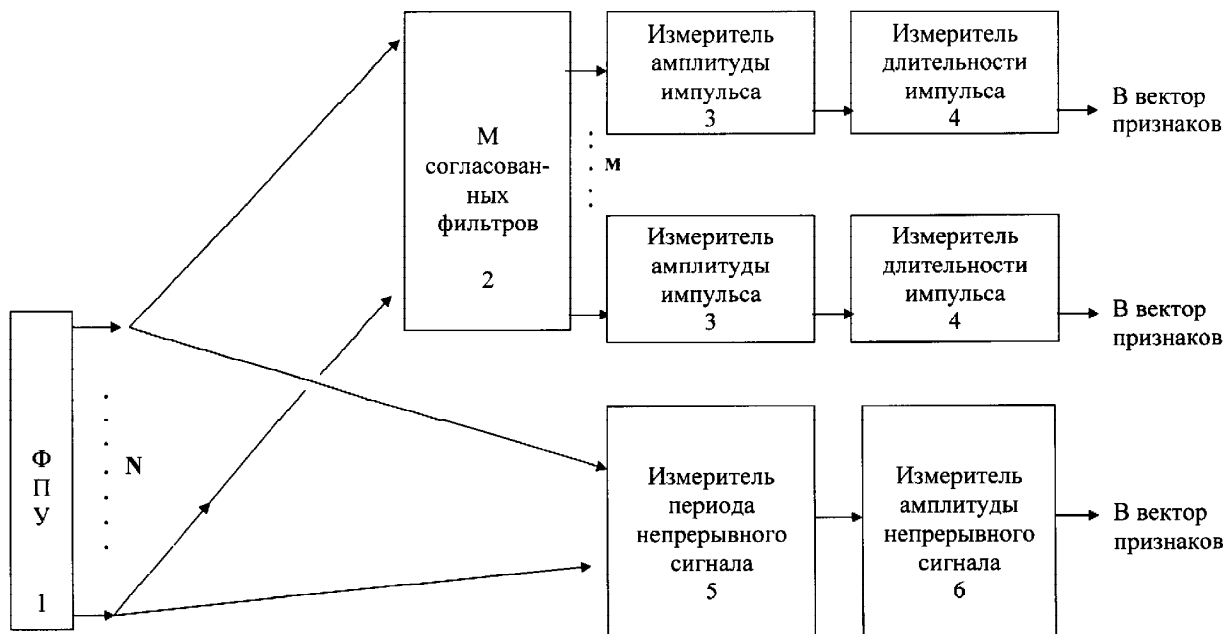 Ф
П
У
1
N
М
согласован-
ных
фильтров
2
Измеритель
амплитуды
импульса
3
Измеритель
длительности
импульса
4
В вектор
признаков
м
Измеритель
амплитуды
импульса
3
Измеритель
длительности
импульса
4
В вектор
признаков
Измеритель
периода
непрерывного
сигнала
5
Измеритель
амплитуды
непрерывного
сигнала
6
В вектор
признаков